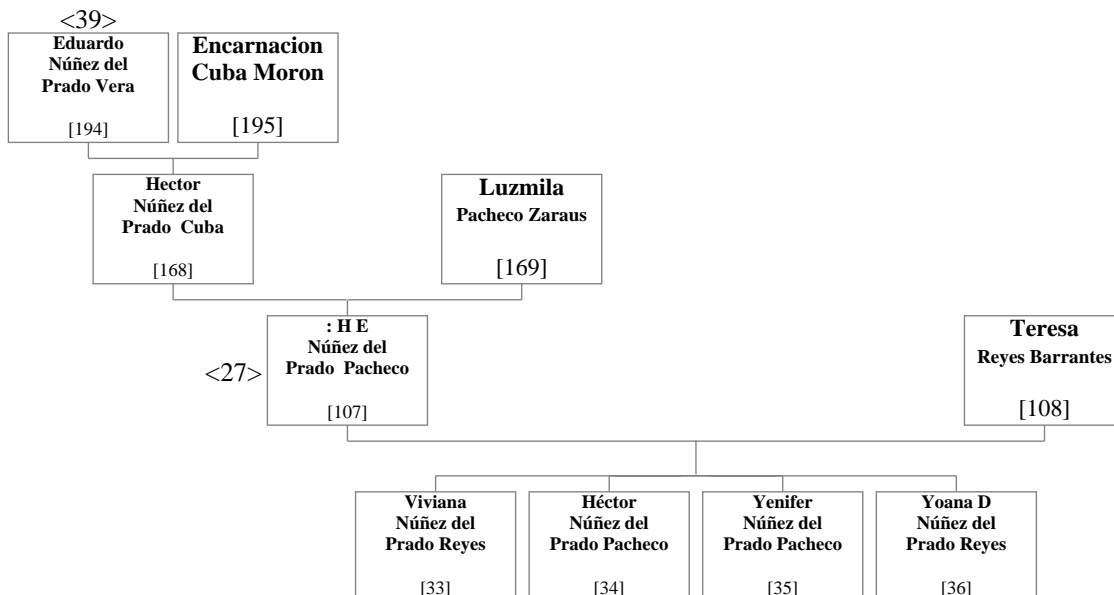 <39>
Eduardo
Núñez del
Prado Vera
[194]
Encarnacion
Cuba Moron
[195]
Hector
Núñez del
Prado Cuba
[168]
Luzmila
Pacheco Zaraus
[169]
: H E
Núñez del
Prado Pacheco
[107]
<27>
Teresa
Reyes Barrantes
[108]
Viviana
Núñez del
Prado Reyes
[33]
Héctor
Núñez del
Prado Pacheco
[34]
Yenifer
Núñez del
Prado Pacheco
[35]
Yoana D
Núñez del
Prado Reyes
[36]